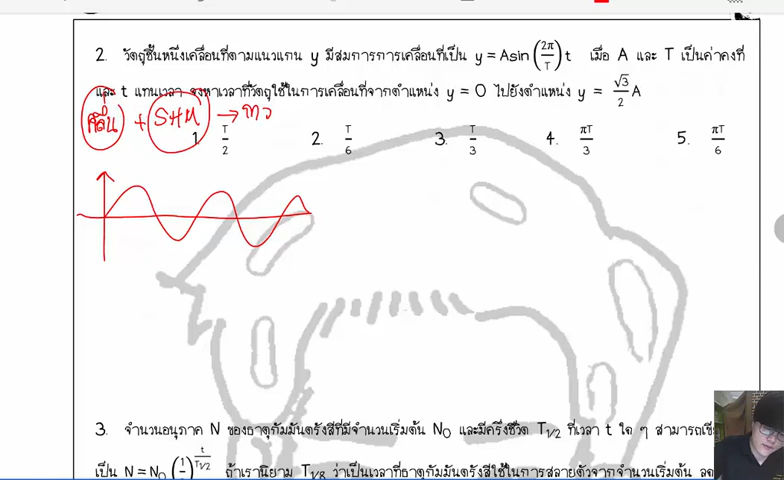 2. วัตถุชิ้นหนึ่งเคลื่อนที่ตามแนวแกน y มีสมการการเคลื่อนที่เป็น y = Asin(2π/T)t เมื่อ A และ T เป็นค่าคงที่
และ t แทนเวลา จงหาเวลาที่วัตถุใช้ในการเคลื่อนที่จากตำแหน่ง y = 0 ไปยังตำแหน่ง y = √3/2 A
คลื่น + SHM →
1. T/2 2. T/6 3. T/3 4. πT/3 5. πT/6
3. จำนวนอนุภาค N ของธาตุกัมมันตรังสีที่มีจำนวนเริ่มต้น N₀ และมีครึ่งชีวิต T1/2 ที่เวลา t ใด ๆ สามารถ
เป็น N = N₀ ถ้าเรานิยาม T1/8 ว่าเป็นเวลาที่ธาตุกัมมันตรังสีใช้ในการสลายตัวจากจำนวนเริ่มต้น